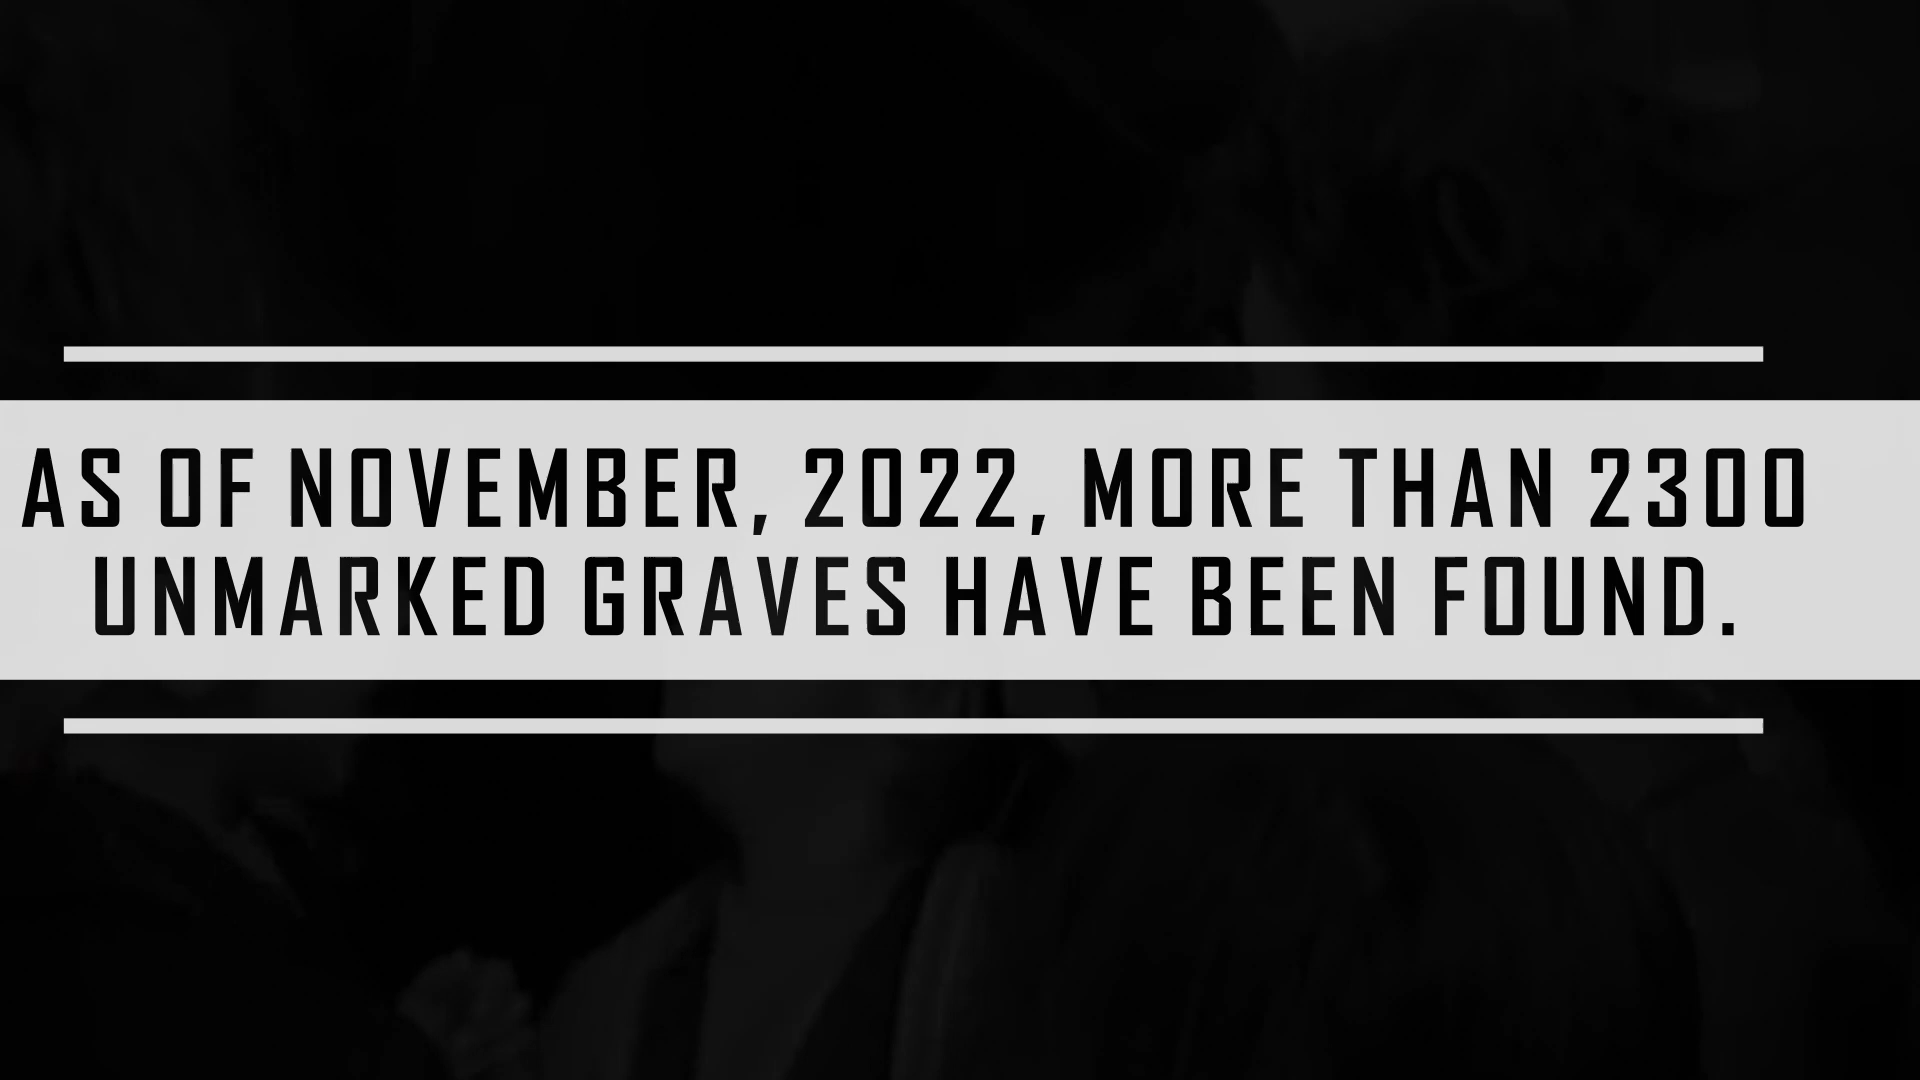 AS OF NOVEMBER, 2022, MORE THAN 2300
UNMARKED GRAVES HAVE BEEN FOUND.